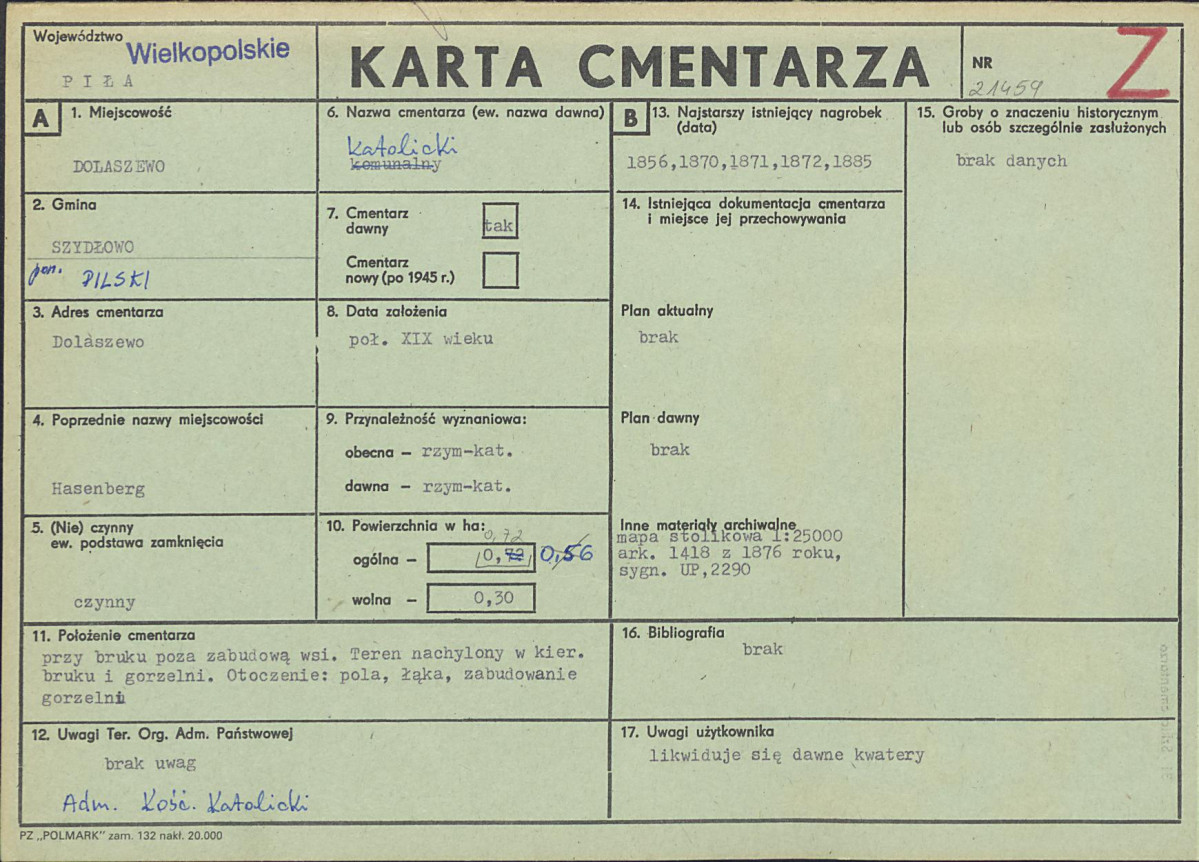 Województwo
Wielkopolskie
PIŁA
KARTA CMENTARZA
NR
21459
Z
A
1. Miejscowość
DOLASZEWO
2. Gmina
SZYDŁOWO
pow. PILSKI
3. Adres cmentarza
Dolaszewo
4. Poprzednie nazwy miejscowości
Hasenberg
5. (Nie) czynny
ew. podstawa zamknięcia
czynny
6. Nazwa cmentarza (ew. nazwa dawna)
Katolicki
komunalny
7. Cmentarz
dawny
tak
Cmentarz
nowy (po 1945 r.)
8. Data założenia
poł. XIX wieku
9. Przynależność wyznaniowa:
obecna – rzym-kat.
dawna – rzym-kat.
10. Powierzchnia w ha:
0,72
ogólna – 0,72 0,56
wolna – 0,30
B
13. Najstarszy istniejący nagrobek
(data)
1856,1870,1871,1872,1885
14. Istniejąca dokumentacja cmentarza
i miejsce jej przechowywania
Plan aktualny
brak
Plan dawny
brak
Inne materiały archiwalne
mapa stolikowa 1:25000
ark. 1418 z 1876 roku,
sygn. UP,2290
15. Groby o znaczeniu historycznym
lub osób szczególnie zasłużonych
brak danych
11. Położenie cmentarza
przy bruku poza zabudową wsi. Teren nachylony w kier.
bruku i gorzelni. Otoczenie: pola, łąka, zabudowanie
gorzelni
12. Uwagi Ter. Org. Adm. Państwowej
brak uwag
Adm. Kość. Katolicki
16. Bibliografia
brak
17. Uwagi użytkownika
likwiduje się dawne kwatery
PZ „POLMARK” zam. 132 nakł. 20.000